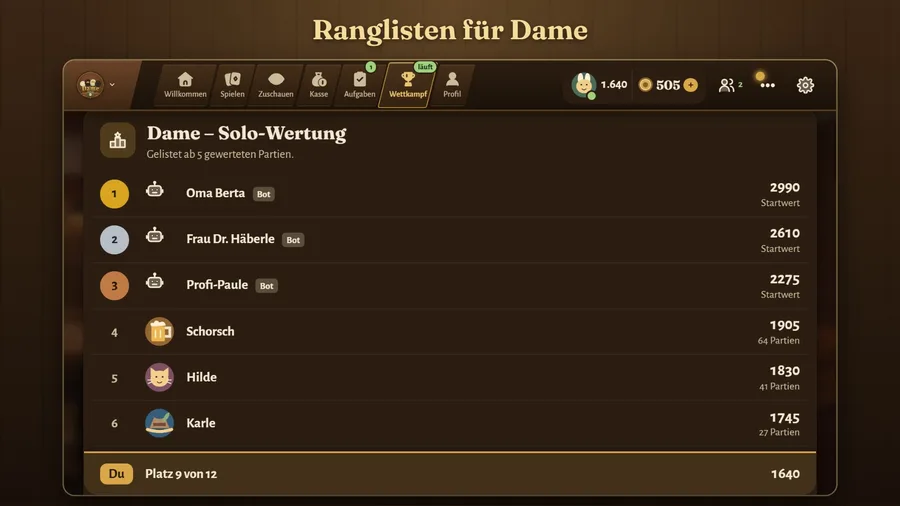 Ranglisten für Dame
Willkommen
Spielen
Zuschauen
Kasse
1
Aufgaben
läuft
Wettkampf
Profil
1.640
505
2
Dame – Solo-Wertung
Gelistet ab 5 gewerteten Partien.
1 Oma Berta Bot 2990
Startwert
2 Frau Dr. Häberle Bot 2610
Startwert
3 Profi-Paule Bot 2275
Startwert
4 Schorsch 1905
64 Partien
5 Hilde 1830
41 Partien
6 Karle 1745
27 Partien
Du Platz 9 von 12 1640